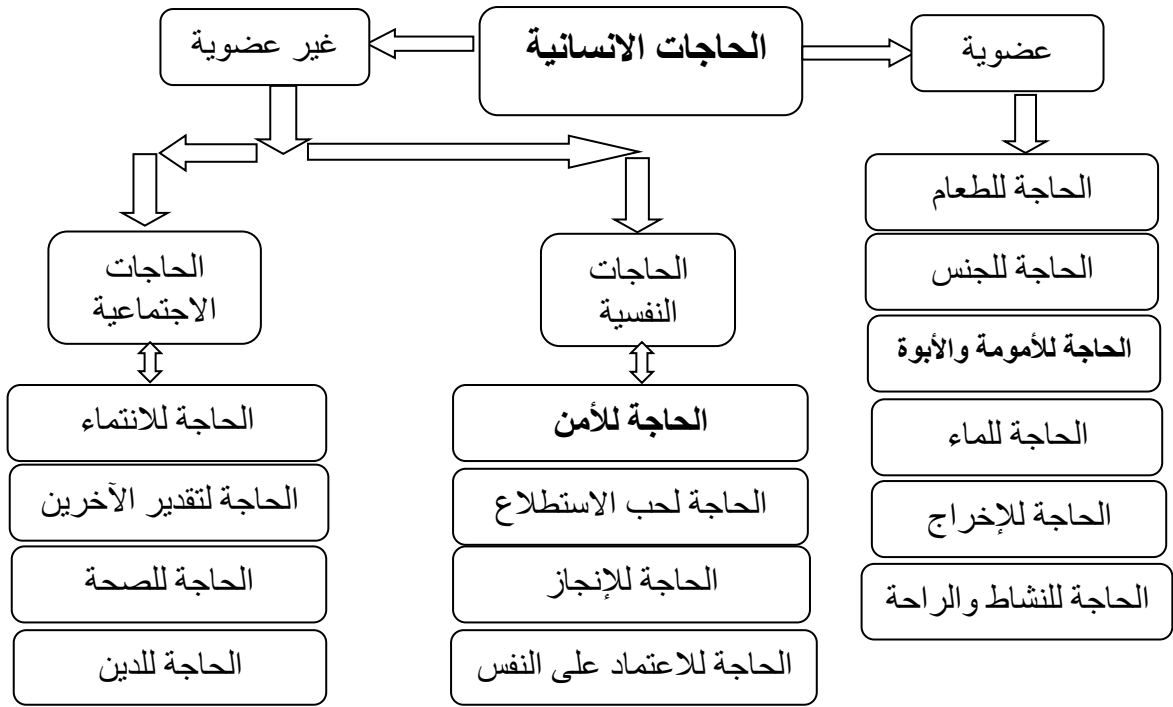 الحاجات الانسانية
عضوية
غير عضوية
الحاجة للطعام
الحاجة للجنس
الحاجة للأمومة والأبوة
الحاجة للماء
الحاجة للإخراج
الحاجة للنشاط والراحة
الحاجات
النفسية
الحاجة للأمن
الحاجة لحب الاستطلاع
الحاجة للإنجاز
الحاجة للاعتماد على النفس
الحاجات
الاجتماعية
الحاجة للانتماء
الحاجة لتقدير الآخرين
الحاجة للصحة
الحاجة للدين